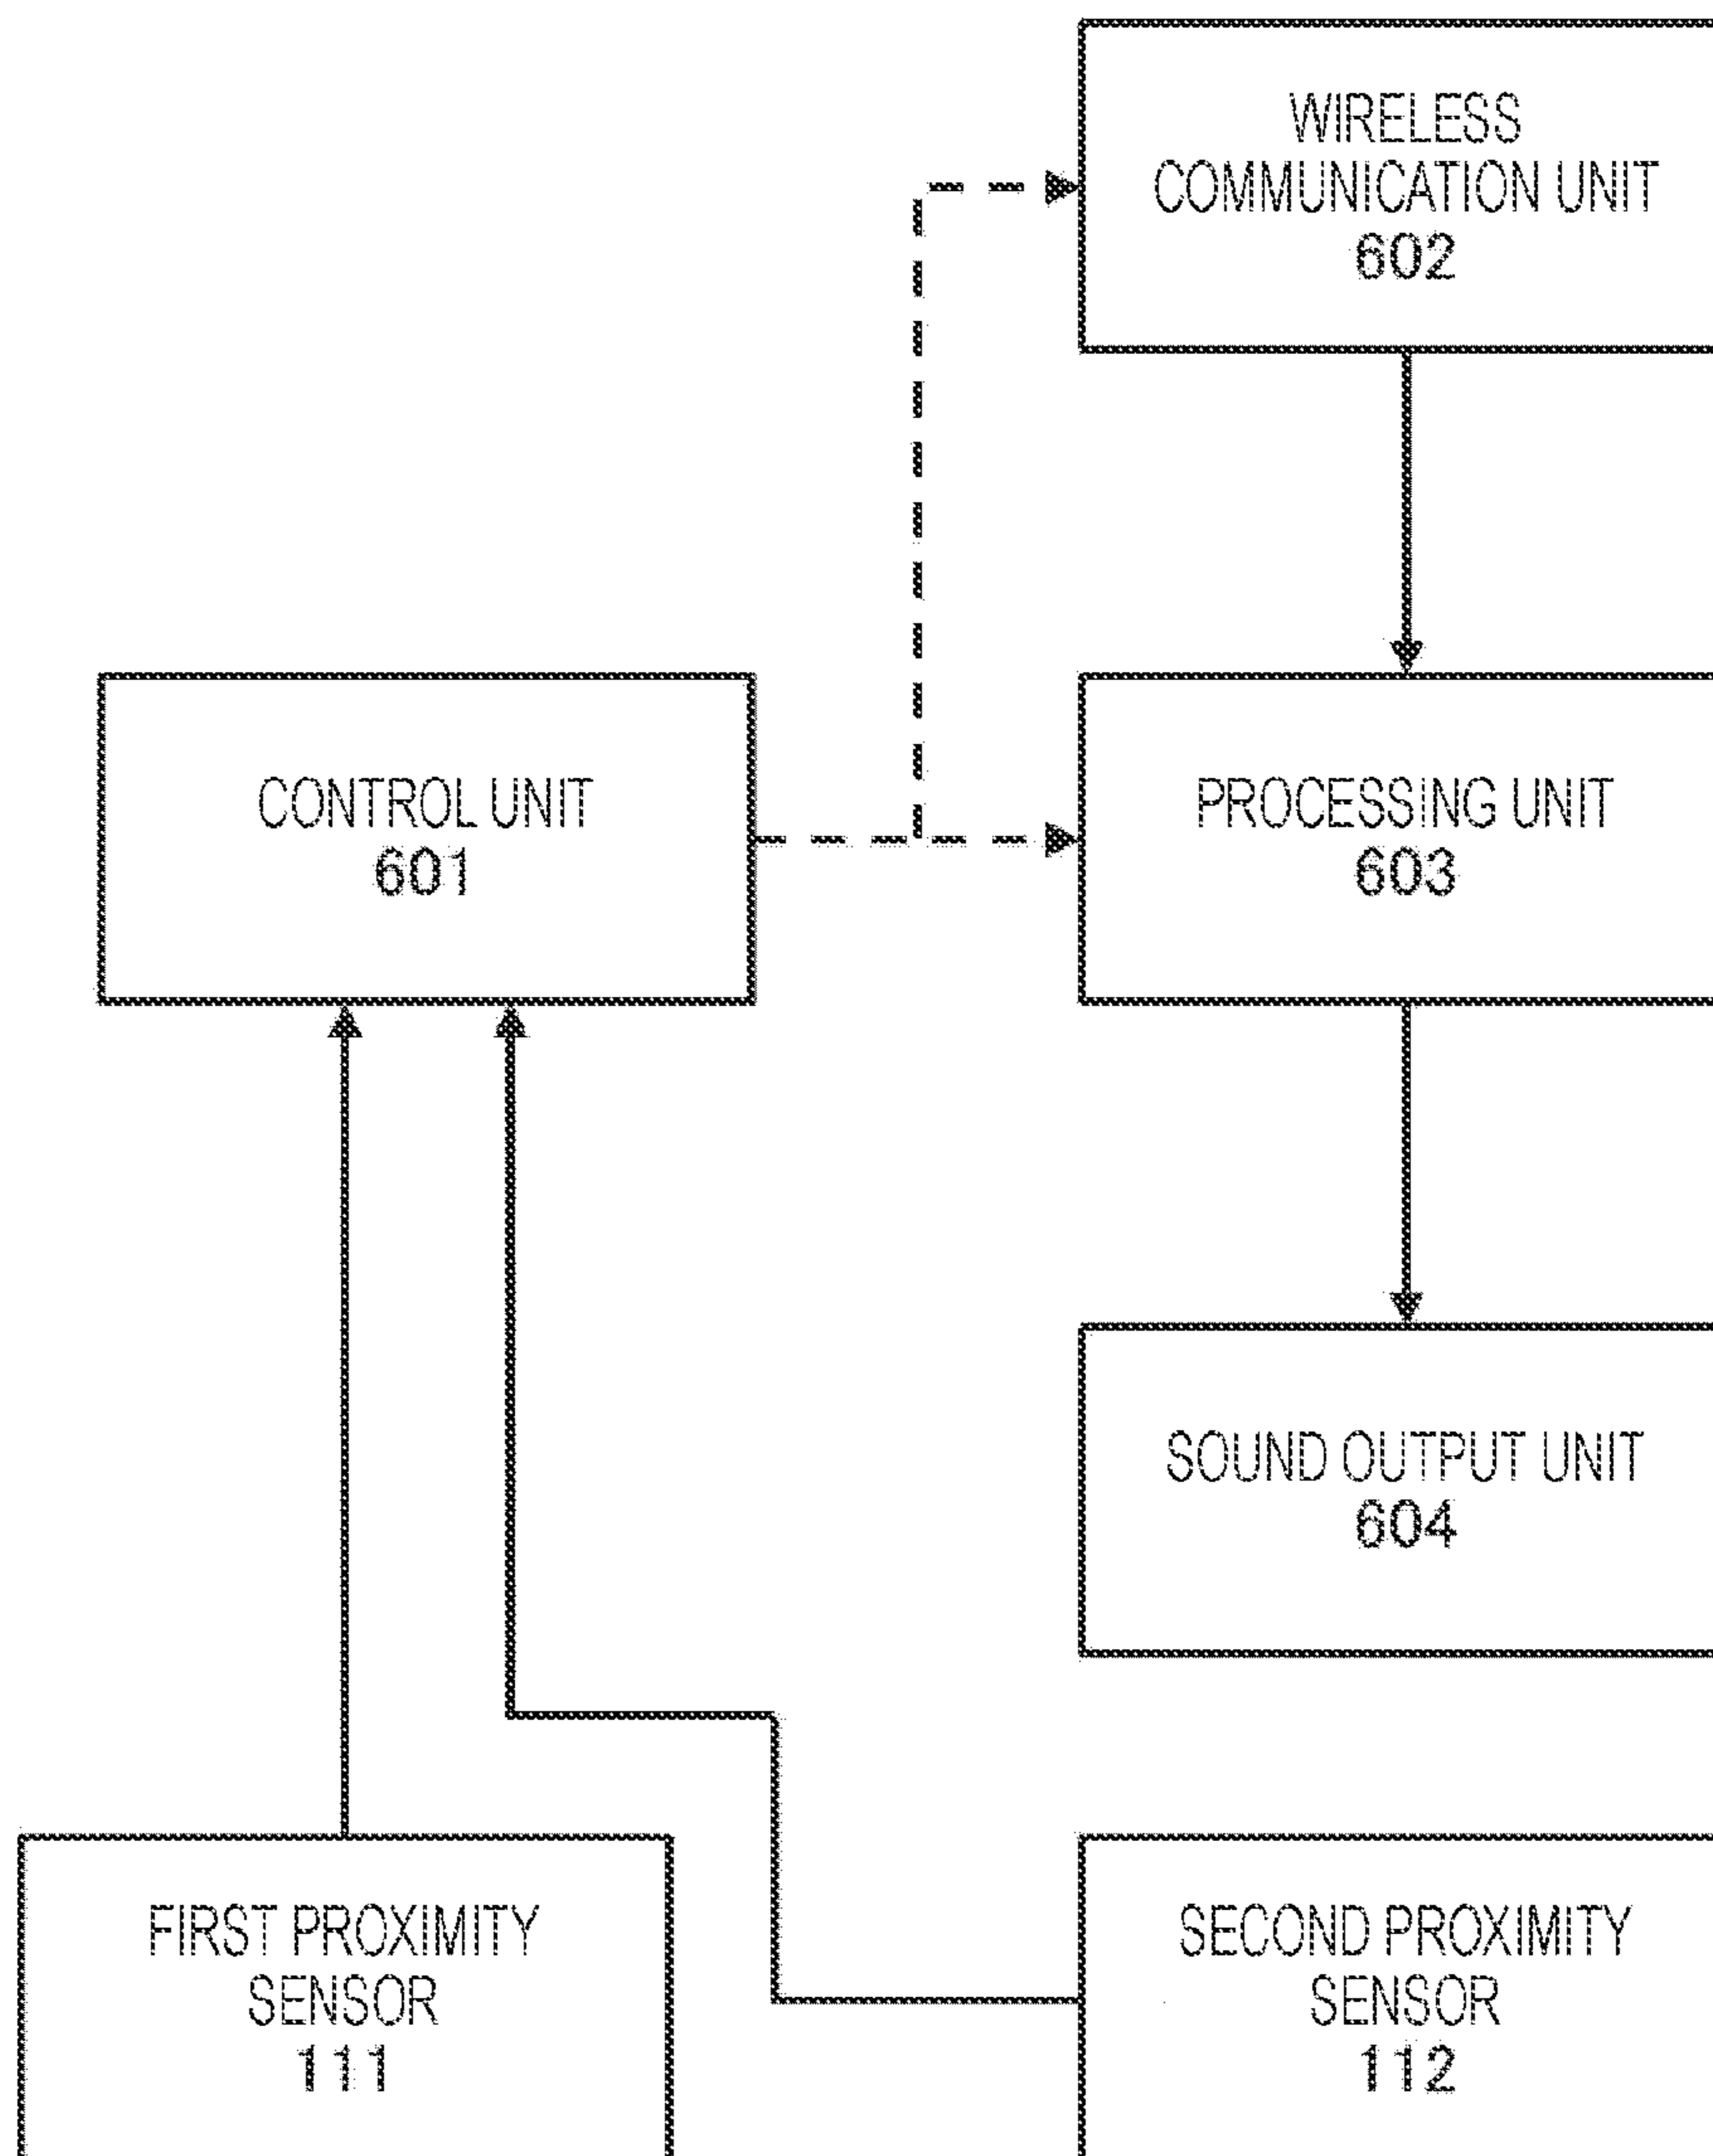 WIRELESS
COMMUNICATION UNIT
602
CONTROL UNIT
601
PROCESSING UNIT
603
SOUND OUTPUT UNIT
604
FIRST PROXIMITY
SENSOR
111
SECOND PROXIMITY
SENSOR
112